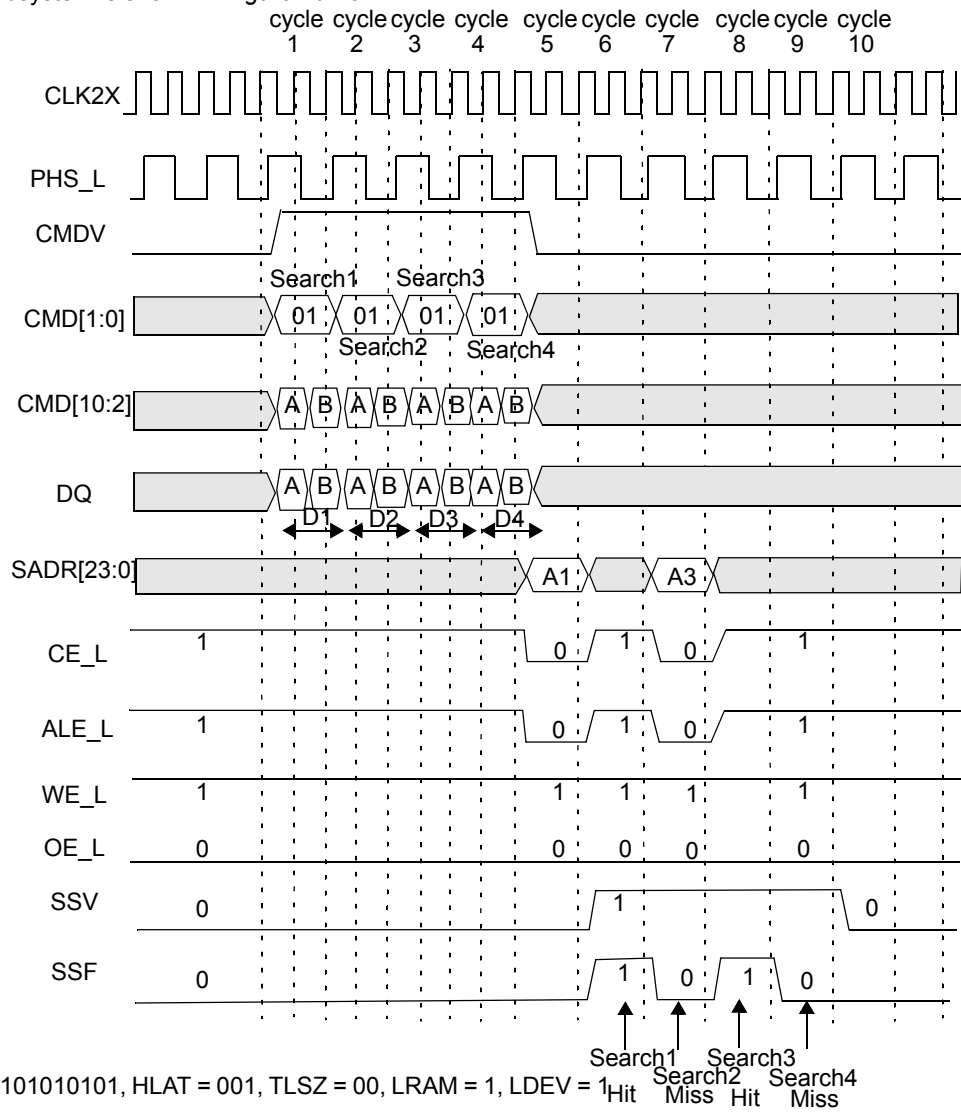 cycle cycle cycle cycle cycle cycle cycle cycle cycle cycle
1 2 3 4 5 6 7 8 9 10
CLK2X
PHS_L
CMDV
Search1 Search3
CMD[1:0] 01 01 01 01
Search2 Search4
CMD[10:2] A B A B A B A B
DQ A B A B A B A B
D1 D2 D3 D4
SADR[23:0] A1 A3
CE_L 1 0 1 0 1
ALE_L 1 0 1 0 1
WE_L 1 1 1 1 1
OE_L 0 0 0 0 0
SSV 0 1 0
SSF 0 1 0 1 0
Search1 Search3
Search2 Search4
101010101, HLAT = 001, TLSZ = 00, LRAM = 1, LDEV = 1
Hit Miss Hit Miss